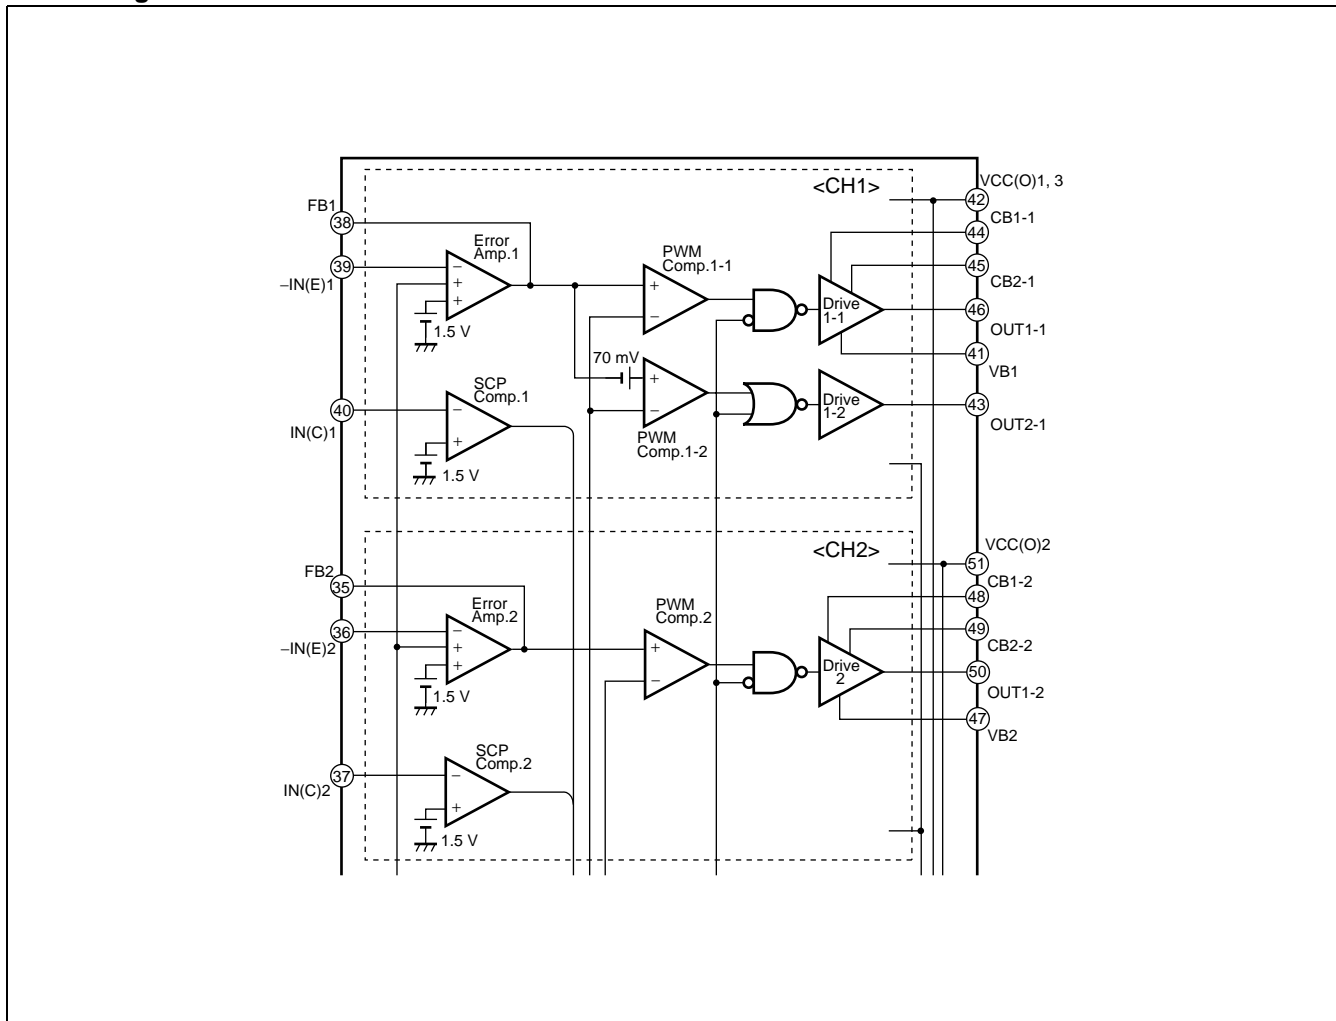 <CH1>
VCC(O)1, 3
42
FB1
38
CB1-1
44
Error
Amp.1
PWM
Comp.1-1
45
CB2-1
39
−IN(E)1
−
+
+
1.5 V
+
−
Drive
1-1
46
OUT1-1
70 mV
41
VB1
SCP
Comp.1
+
−
PWM
Comp.1-2
Drive
1-2
43
OUT2-1
40
IN(C)1
−
+
1.5 V
<CH2>
VCC(O)2
51
FB2
35
CB1-2
48
Error
Amp.2
PWM
Comp.2
49
CB2-2
36
−IN(E)2
−
+
+
1.5 V
+
−
Drive
2
50
OUT1-2
47
VB2
SCP
Comp.2
37
IN(C)2
−
+
1.5 V